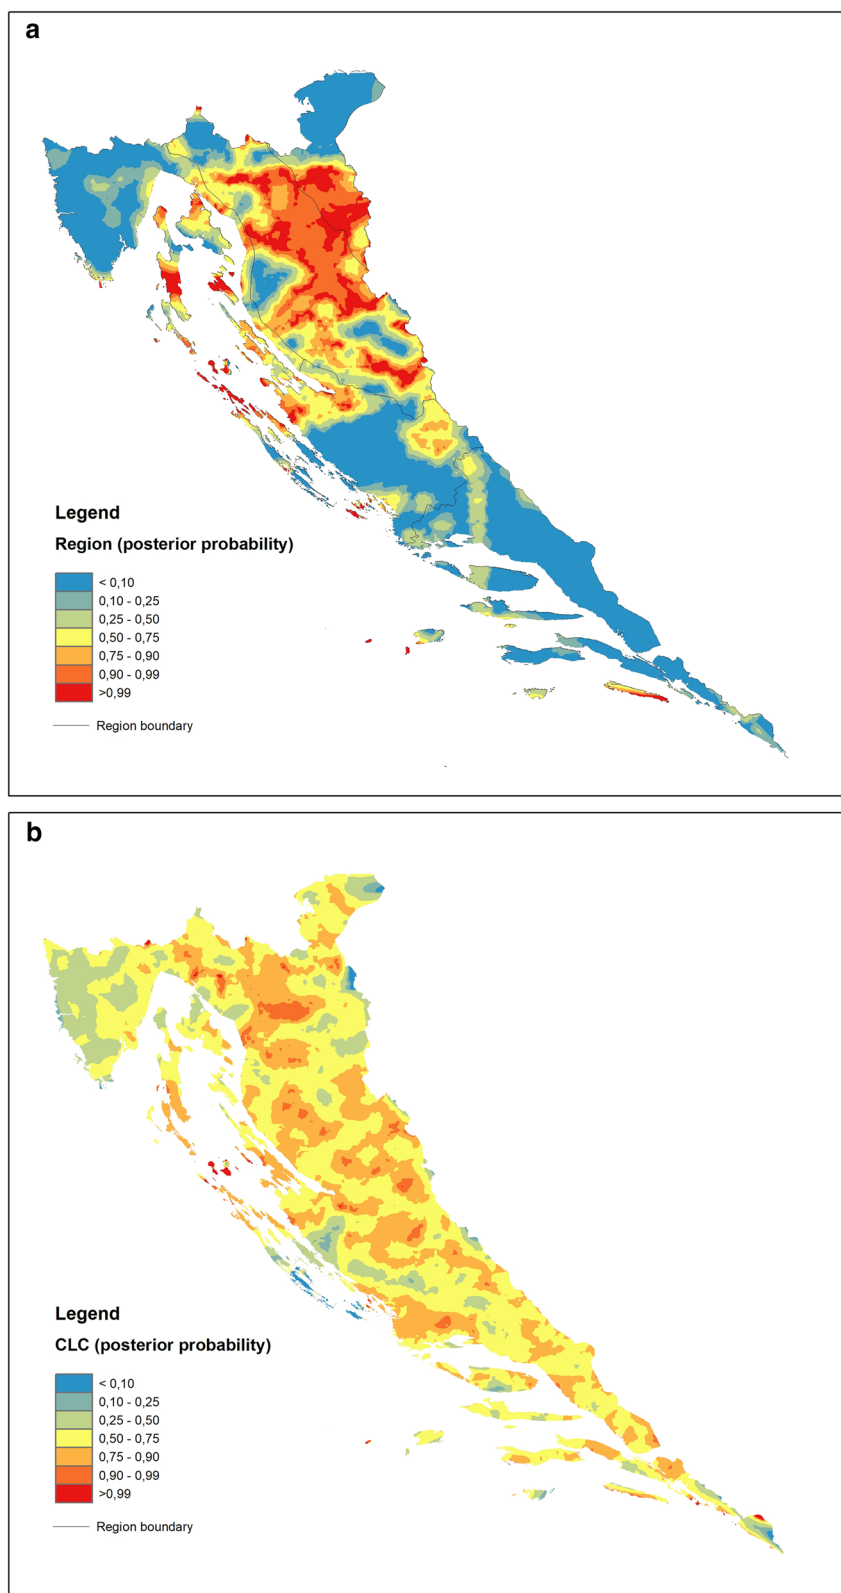 a
Legend
Region (posterior probability)
< 0,10
0,10 - 0,25
0,25 - 0,50
0,50 - 0,75
0,75 - 0,90
0,90 - 0,99
>0,99
Region boundary
b
Legend
CLC (posterior probability)
< 0,10
0,10 - 0,25
0,25 - 0,50
0,50 - 0,75
0,75 - 0,90
0,90 - 0,99
>0,99
Region boundary